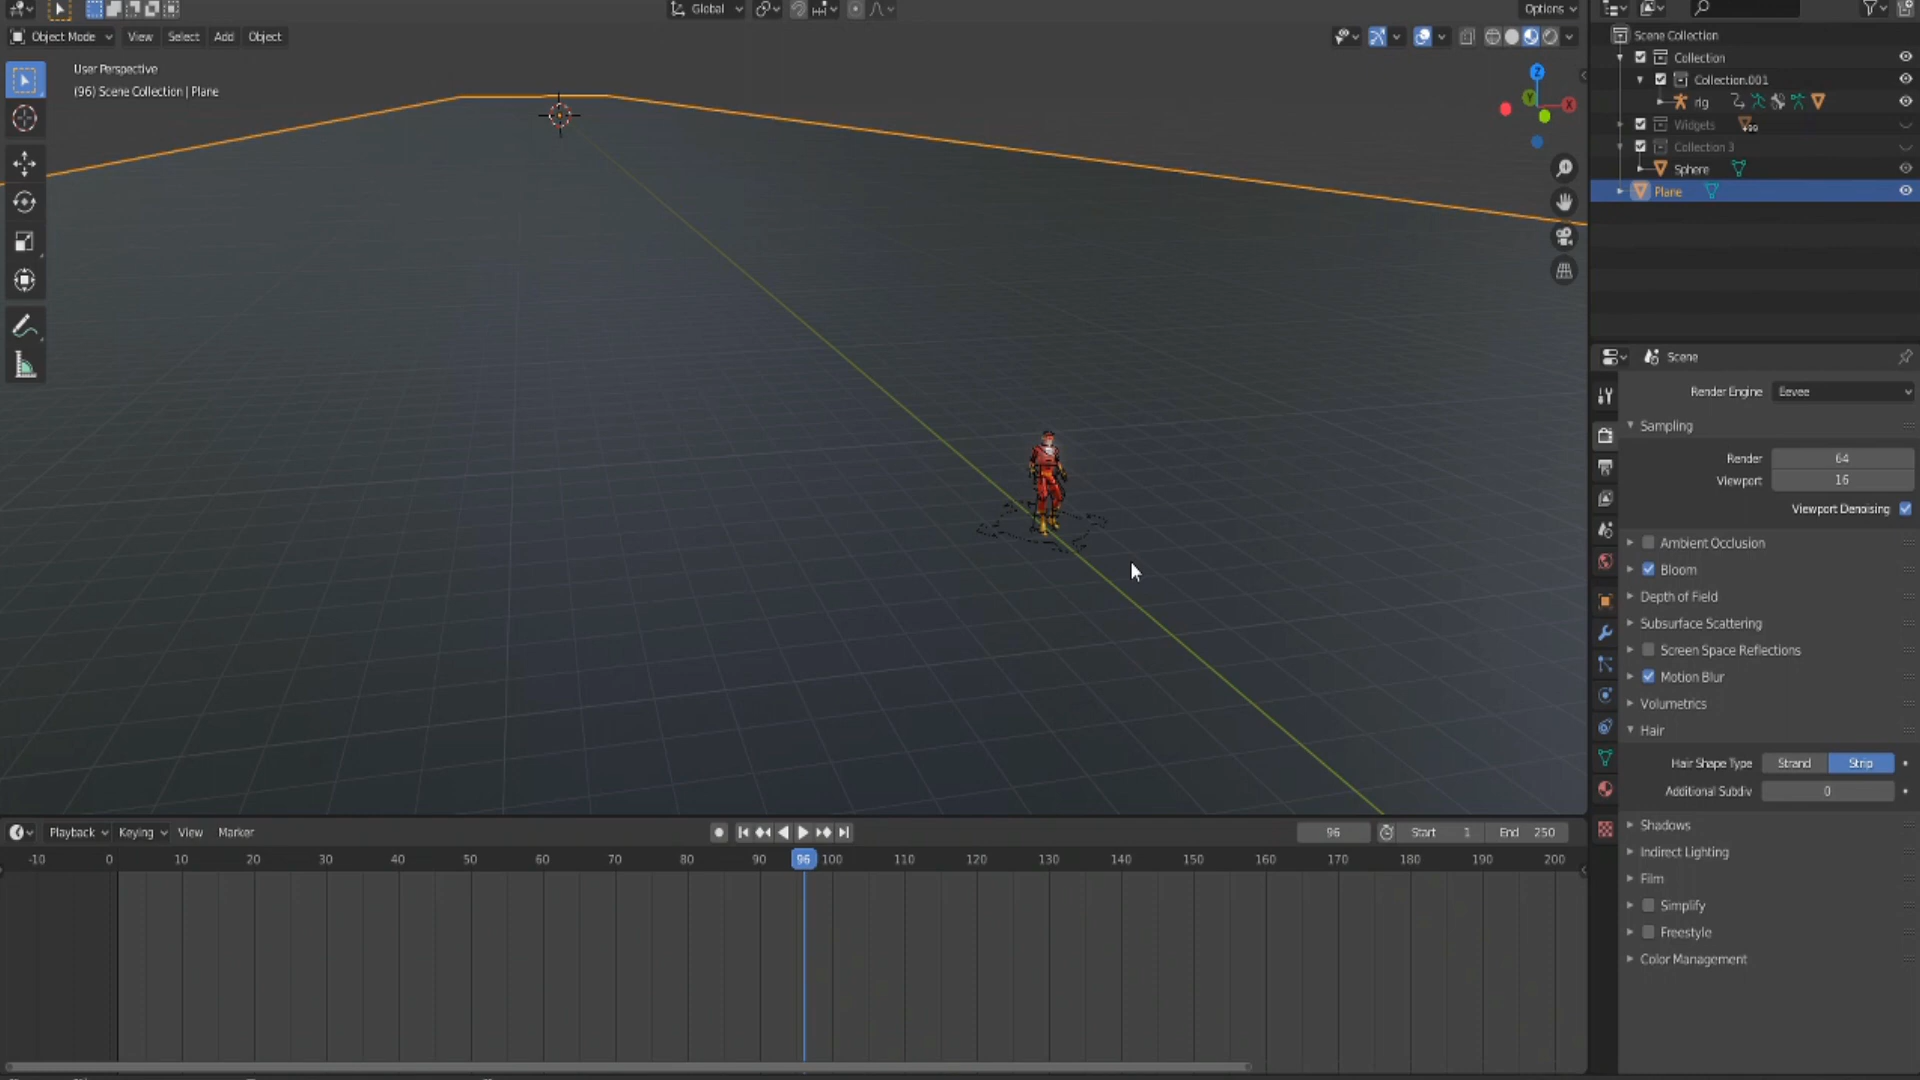 Global
Options
Object Mode View Select Add Object
User Perspective
(96) Scene Collection | Plane
Z
Y
X
Scene Collection
Collection
Collection.001
rig
Widgets
Collection 3
Sphere
Plane
Scene
Render Engine Eevee
Sampling
Render 64
Viewport 16
Viewport Denoising
Ambient Occlusion
Bloom
Depth of Field
Subsurface Scattering
Screen Space Reflections
Motion Blur
Volumetrics
Hair
Hair Shape Type Strand Strip
Additional Subdiv 0
Shadows
Indirect Lighting
Film
Simplify
Freestyle
Color Management
Playback Keying View Marker
96 Start 1 End 250
-10 0 10 20 30 40 50 60 70 80 90 96 100 110 120 130 140 150 160 170 180 190 200